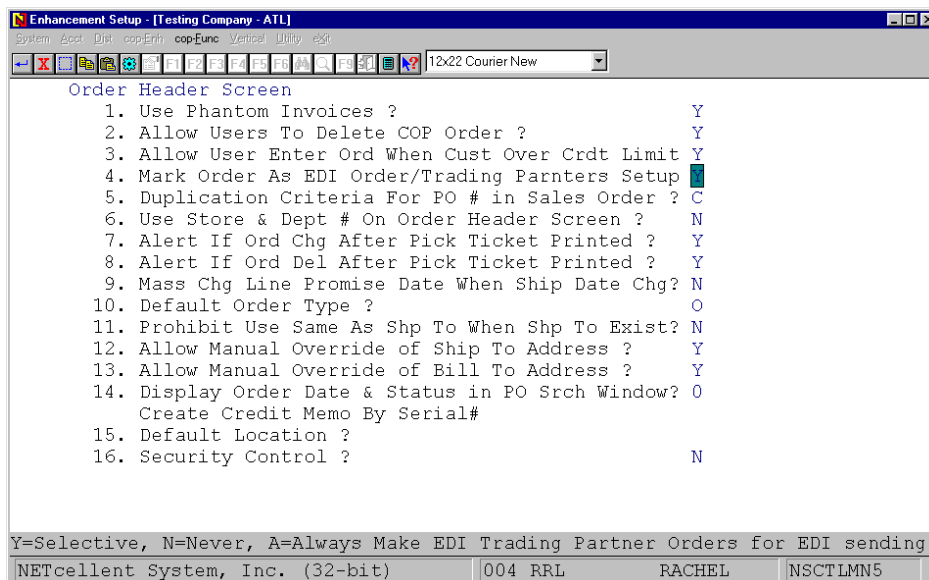 Enhancement Setup - [Testing Company - ATL]
System Acct Dist cop-Enh cop-Func Vertical Utility eXit
F1 F2 F3 F4 F5 F6 F9 12x22 Courier New
Order Header Screen
1. Use Phantom Invoices ? Y
2. Allow Users To Delete COP Order ? Y
3. Allow User Enter Ord When Cust Over Crdt Limit Y
4. Mark Order As EDI Order/Trading Parnters Setup Y
5. Duplication Criteria For PO # in Sales Order ? C
6. Use Store & Dept # On Order Header Screen ? N
7. Alert If Ord Chg After Pick Ticket Printed ? Y
8. Alert If Ord Del After Pick Ticket Printed ? Y
9. Mass Chg Line Promise Date When Ship Date Chg? N
10. Default Order Type ? O
11. Prohibit Use Same As Shp To When Shp To Exist? N
12. Allow Manual Override of Ship To Address ? Y
13. Allow Manual Override of Bill To Address ? Y
14. Display Order Date & Status in PO Srch Window? O
Create Credit Memo By Serial#
15. Default Location ?
16. Security Control ? N
Y=Selective, N=Never, A=Always Make EDI Trading Partner Orders for EDI sending
NETcellent System, Inc. (32-bit) 004 RRL RACHEL NSCTLMN5